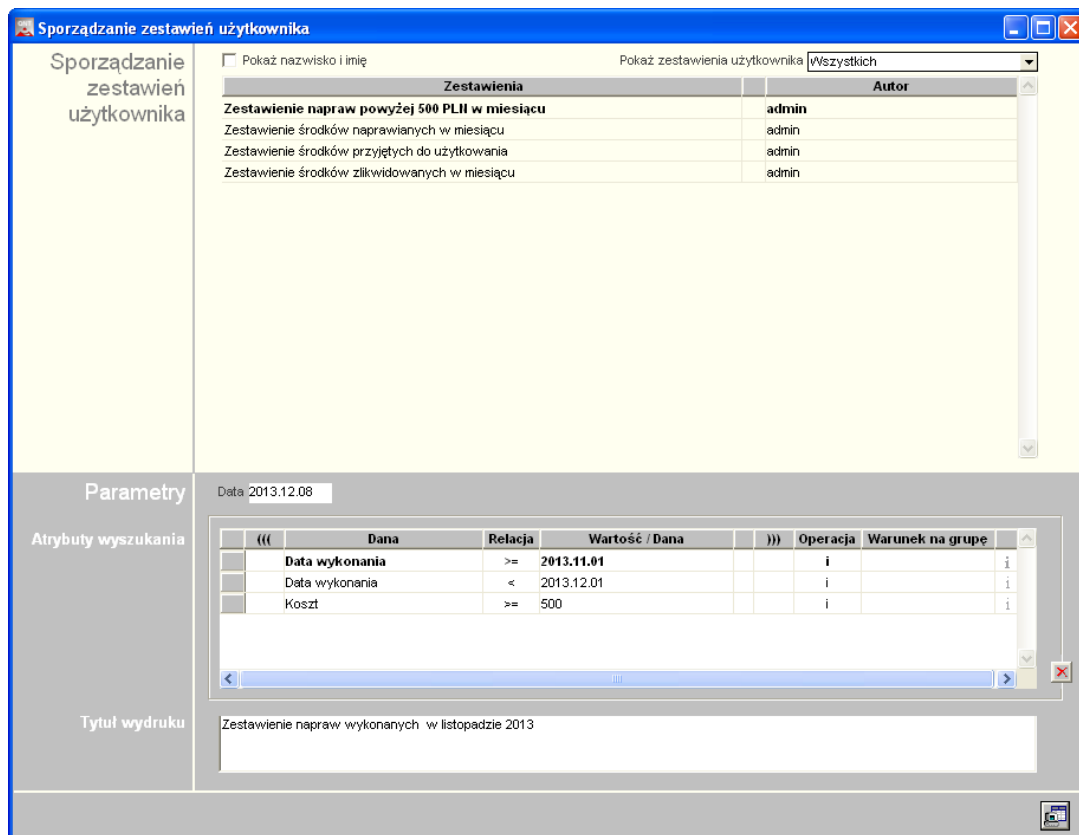 Sporządzanie zestawień użytkownika
Sporządzanie
zestawień
użytkownika
Pokaż nazwisko i imię
Pokaż zestawienia użytkownika Wszystkich
Zestawienia Autor
Zestawienie napraw powyżej 500 PLN w miesiącu admin
Zestawienie środków naprawianych w miesiącu admin
Zestawienie środków przyjętych do użytkowania admin
Zestawienie środków zlikwidowanych w miesiącu admin
Parametry
Data 2013.12.08
Atrybuty wyszukania
((( Dana Relacja Wartość / Dana ))) Operacja Warunek na grupę
Data wykonania >= 2013.11.01 i i
Data wykonania < 2013.12.01 i i
Koszt >= 500 i i
Tytuł wydruku
Zestawienie napraw wykonanych  w listopadzie 2013